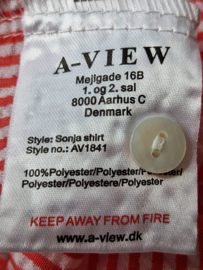 A-VIEW
Mejlgade 16B
1. og 2. sal
8000 Aarhus C
Denmark
Style: Sonja shirt
Style no.: AV1841
100%Polyester/Polyester/Polyester/
Polyester/Polyestere/Polyester/
KEEP AWAY FROM FIRE
www.a-view.dk